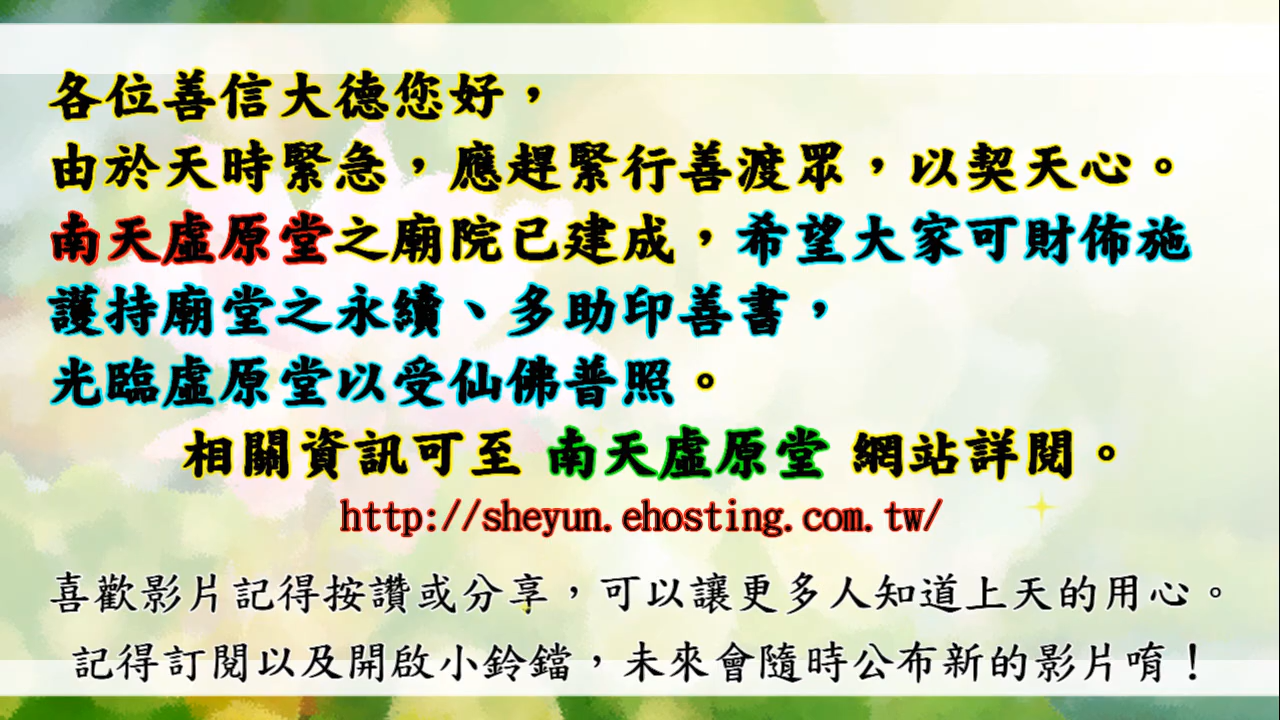 各位善信大德您好，
由於天時緊急，應趕緊行善渡眾，以契天心。
南天虛原堂之廟院已建成，希望大家可財佈施
護持廟堂之永續、多助印善書，
光臨虛原堂以受仙佛普照。
相關資訊可至 南天虛原堂 網站詳閱。
http://sheyun.ehosting.com.tw/
喜歡影片記得按讚或分享，可以讓更多人知道上天的用心。
記得訂閱以及開啟小鈴鐺，未來會隨時公布新的影片唷！